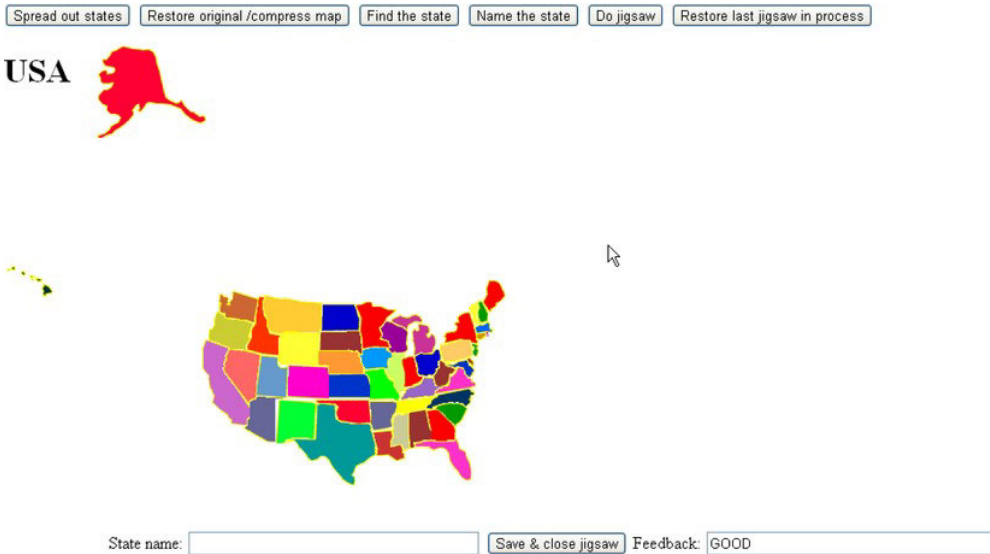 Spread out states Restore original /compress map Find the state Name the state Do jigsaw Restore last jigsaw in process
USA
State name: Save & close jigsaw Feedback: GOOD